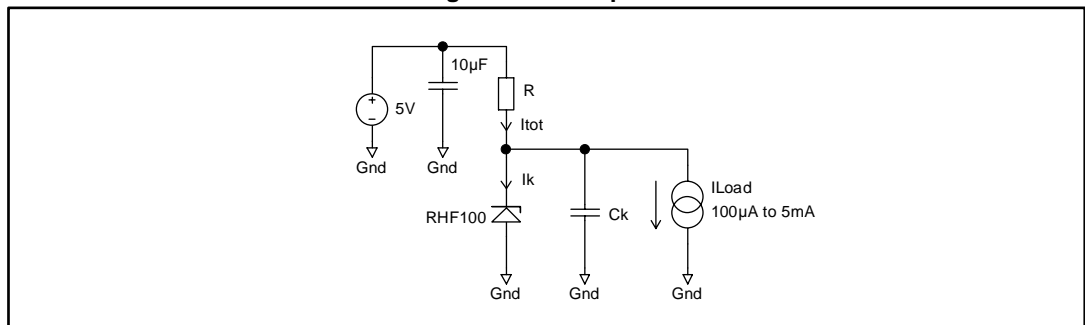 10µF
R
+
−
5V
Itot
Gnd
Gnd
Ik
ILoad
RHF100
Ck
100µA to 5mA
Gnd
Gnd
Gnd